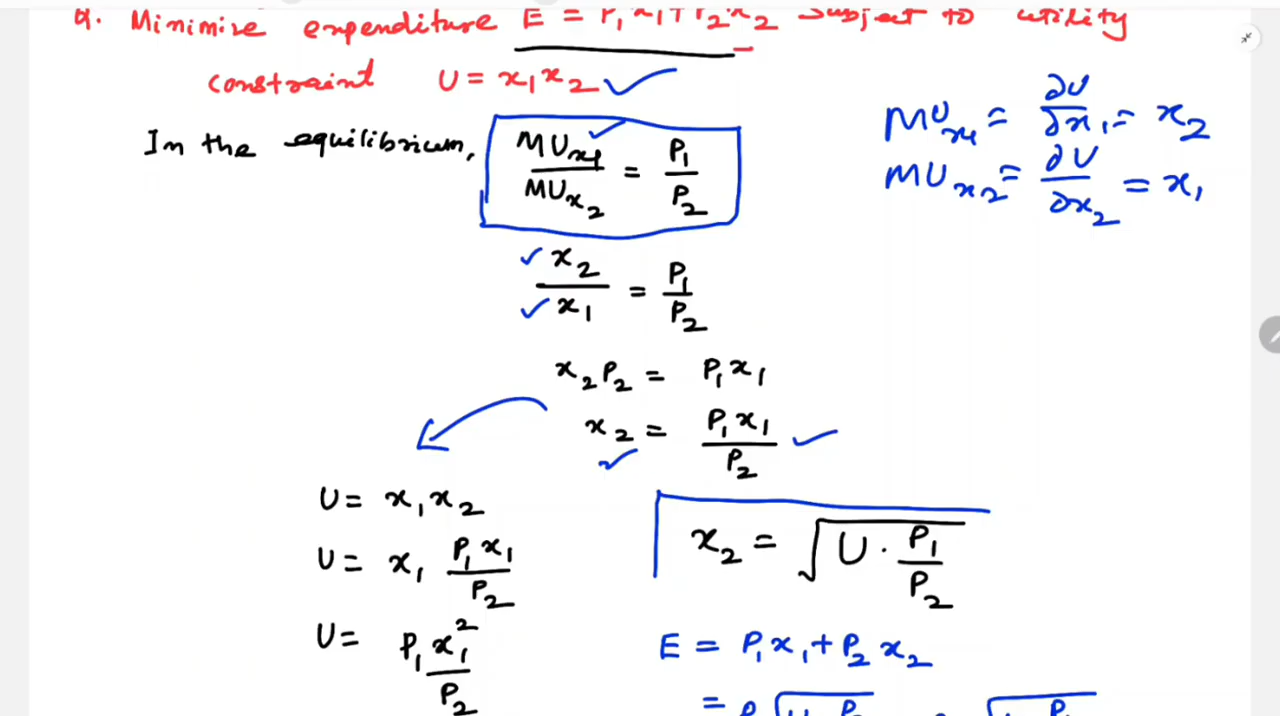 Q. Minimise expenditure E = P₁x₁ + P₂x₂ subject to utility
constraint U = x₁x₂ ✓
In the equilibrium, MUx₁ / MUx₂ = P₁ / P₂
MUx₁ = ∂U/∂x₁ = x₂
MUx₂ = ∂U/∂x₂ = x₁
x₂ / x₁ = P₁ / P₂
x₂P₂ = P₁x₁
x₂ = P₁x₁ / P₂
U = x₁x₂
U = x₁ P₁x₁ / P₂
U = P₁x₁² / P₂
x₂ = √(U · P₁/P₂)
E = P₁x₁ + P₂x₂